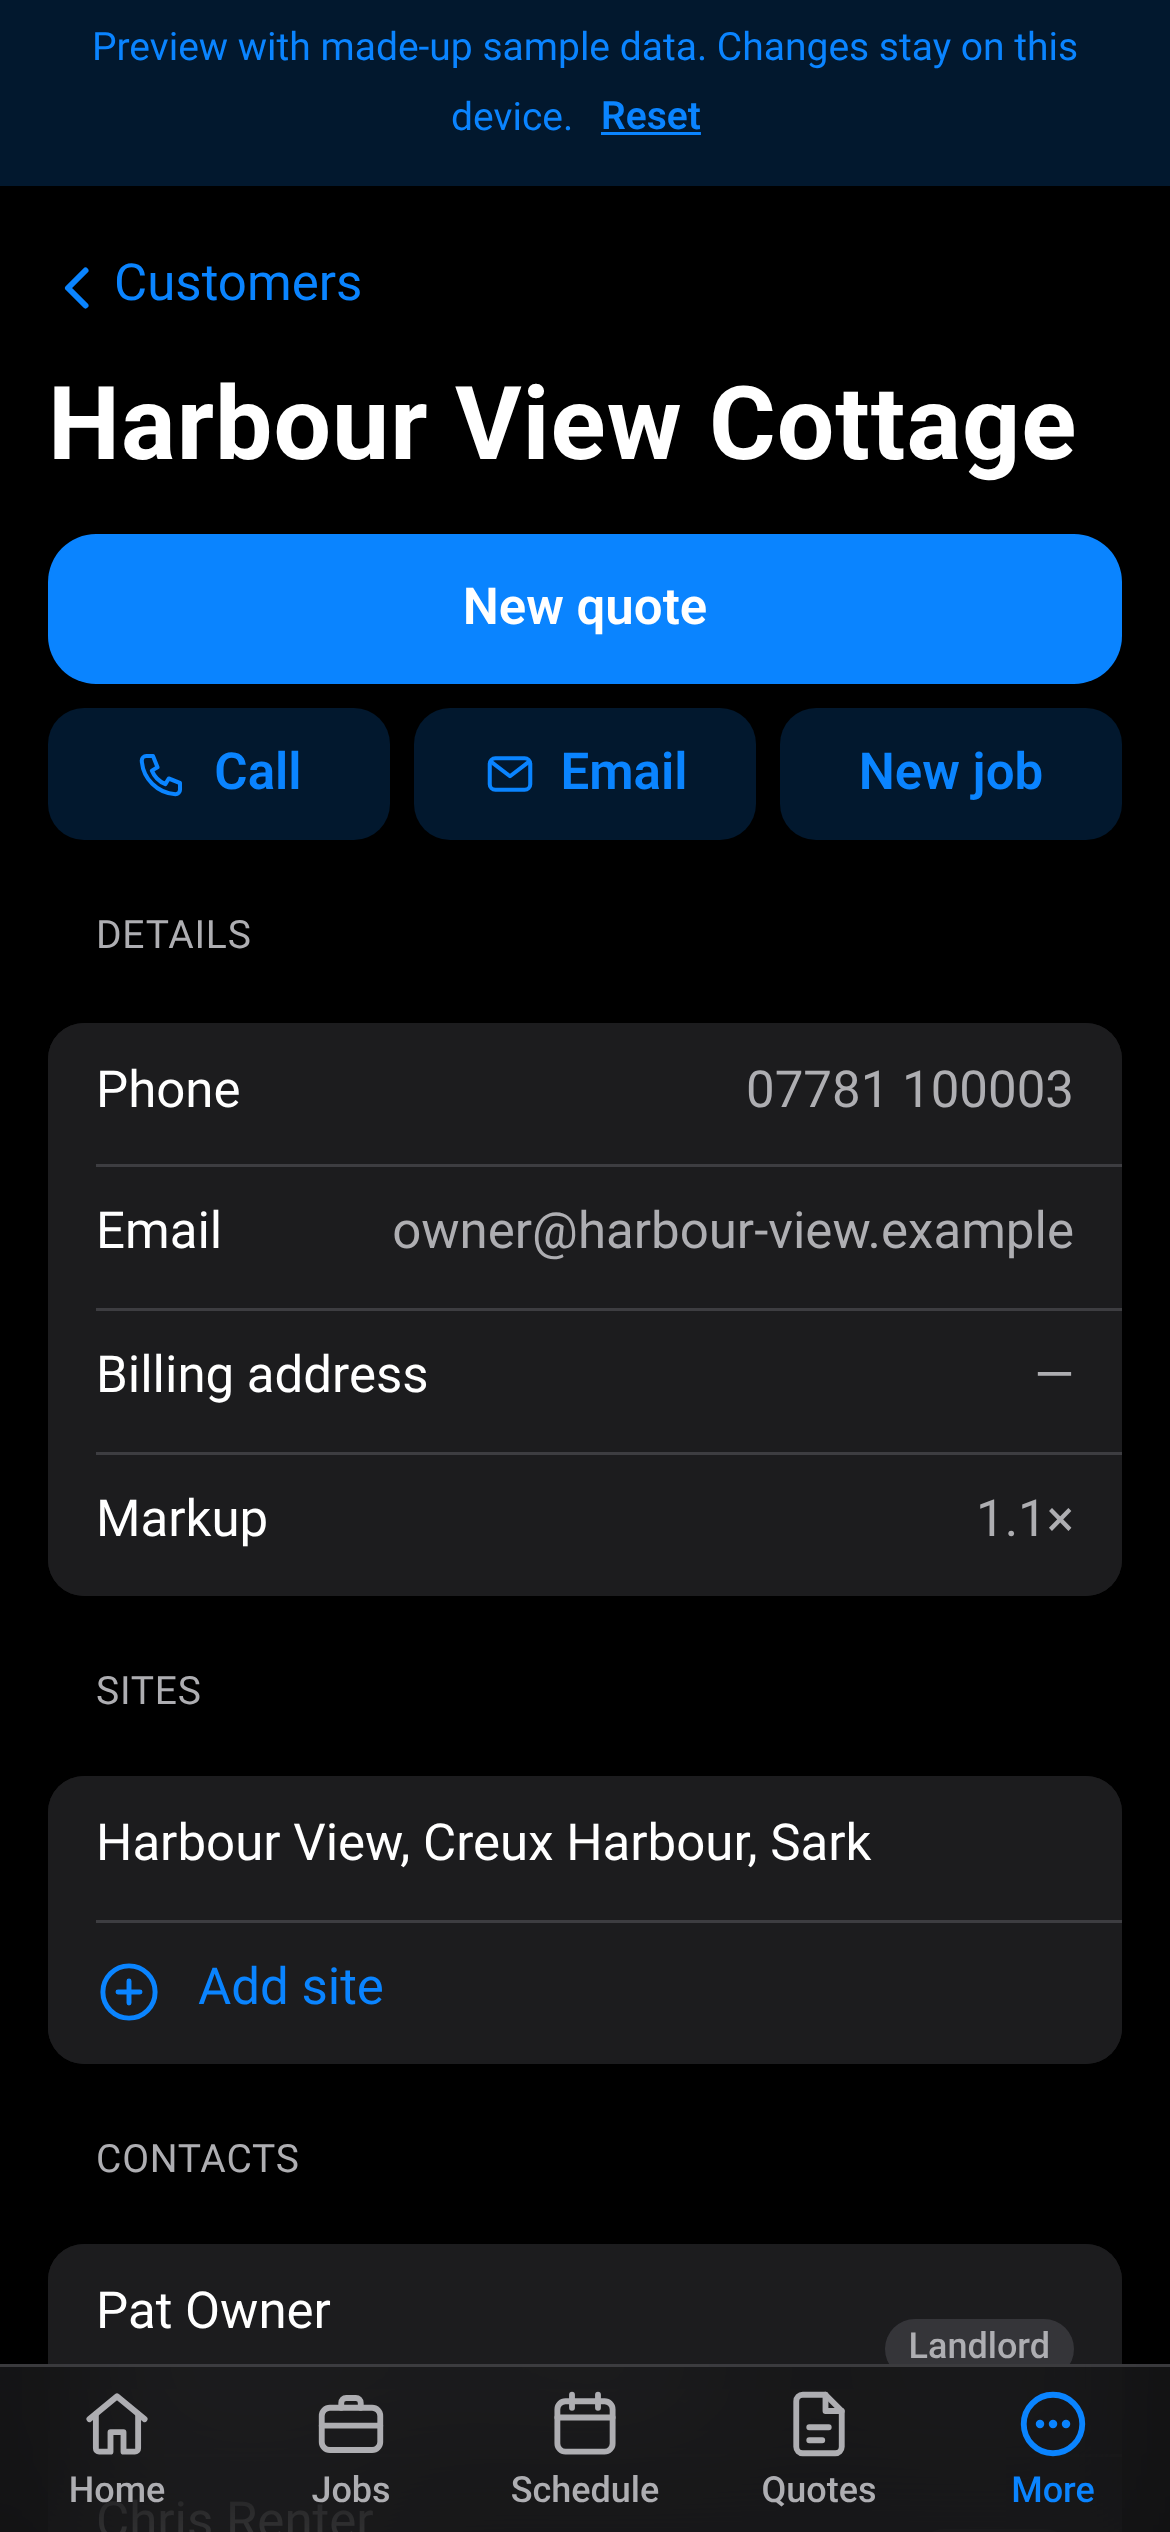 Preview with made-up sample data. Changes stay on this
device. Reset
Customers
Harbour View Cottage
New quote
Call
Email
New job
DETAILS
Phone 07781 100003
Email owner@harbour-view.example
Billing address —
Markup 1.1×
SITES
Harbour View, Creux Harbour, Sark
Add site
CONTACTS
Pat Owner
Landlord
Home
Jobs
Schedule
Quotes
More
Chris Renter